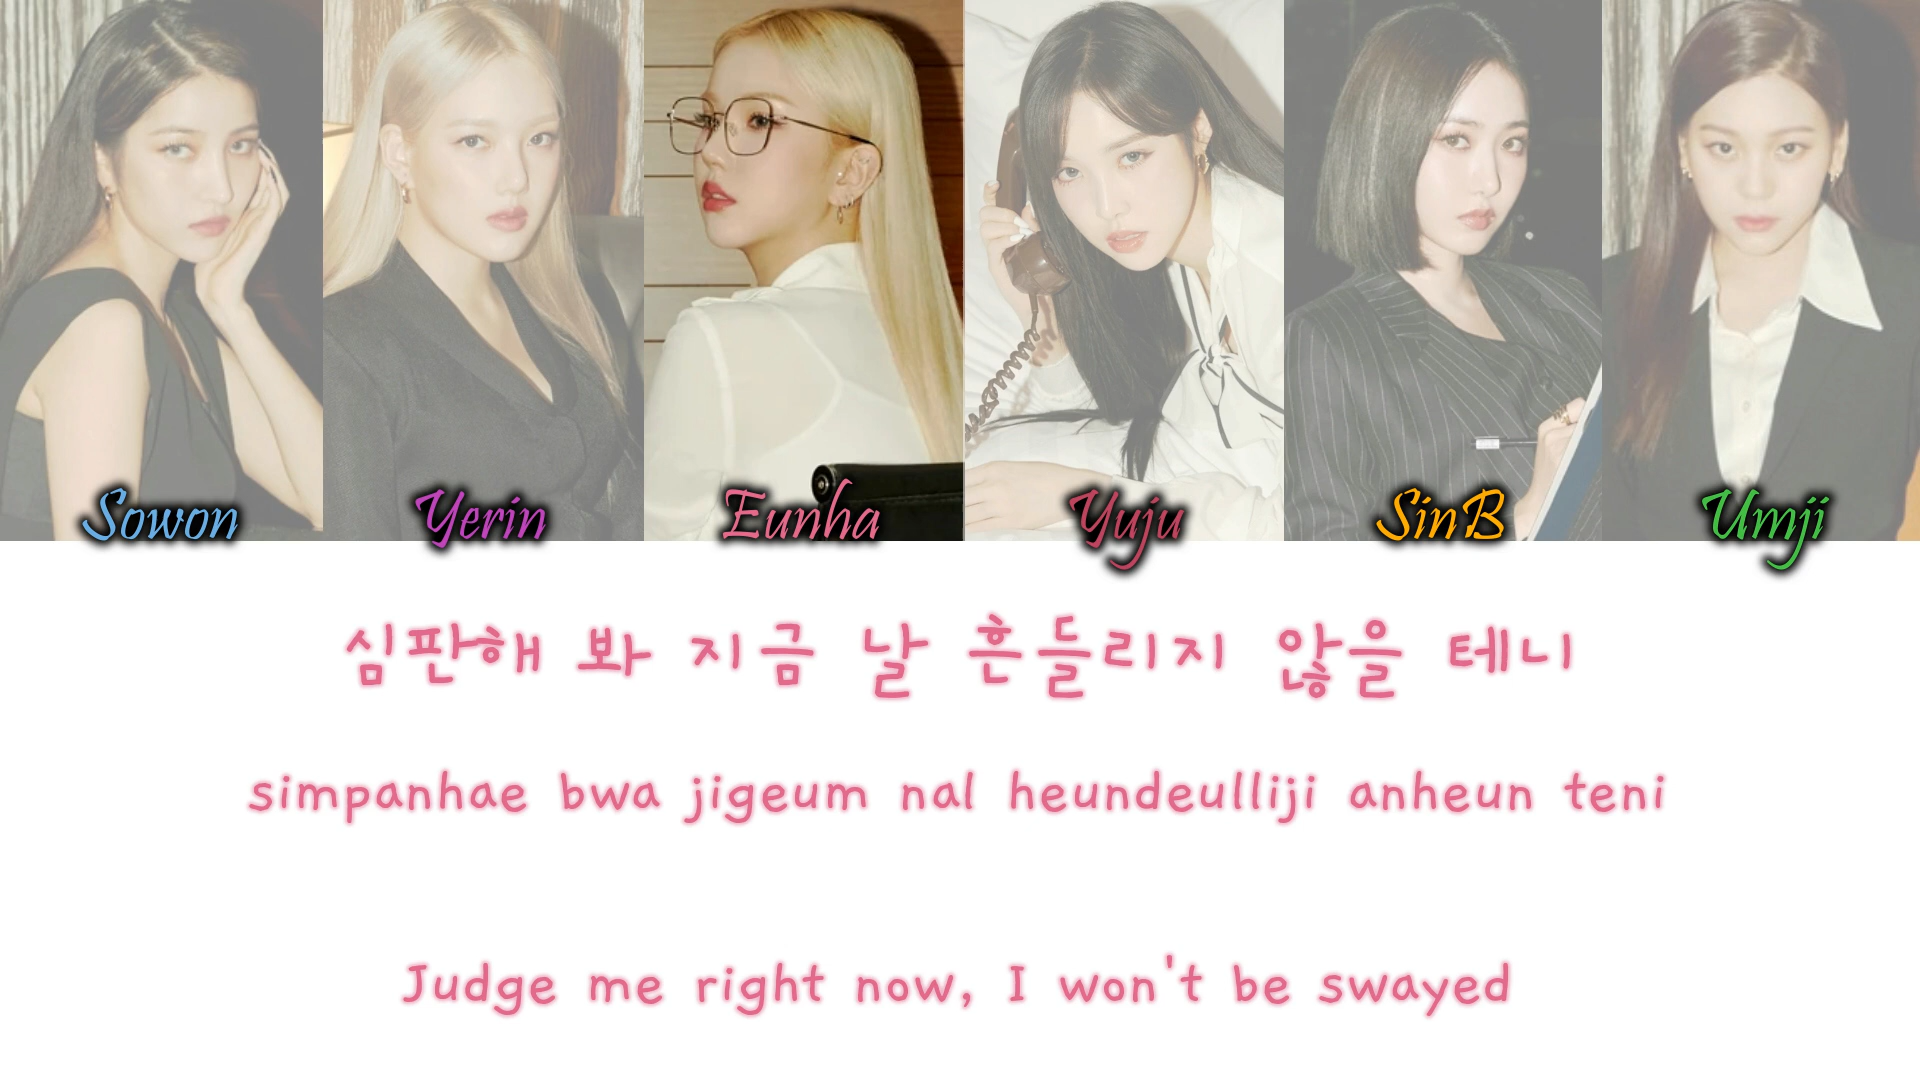 Sowon Yerin Eunha Yuju SinB Umji
심판해 봐 지금 날 흔들리지 않을 테니
simpanhae bwa jigeum nal heundeulliji anheun teni
Judge me right now, I won't be swayed